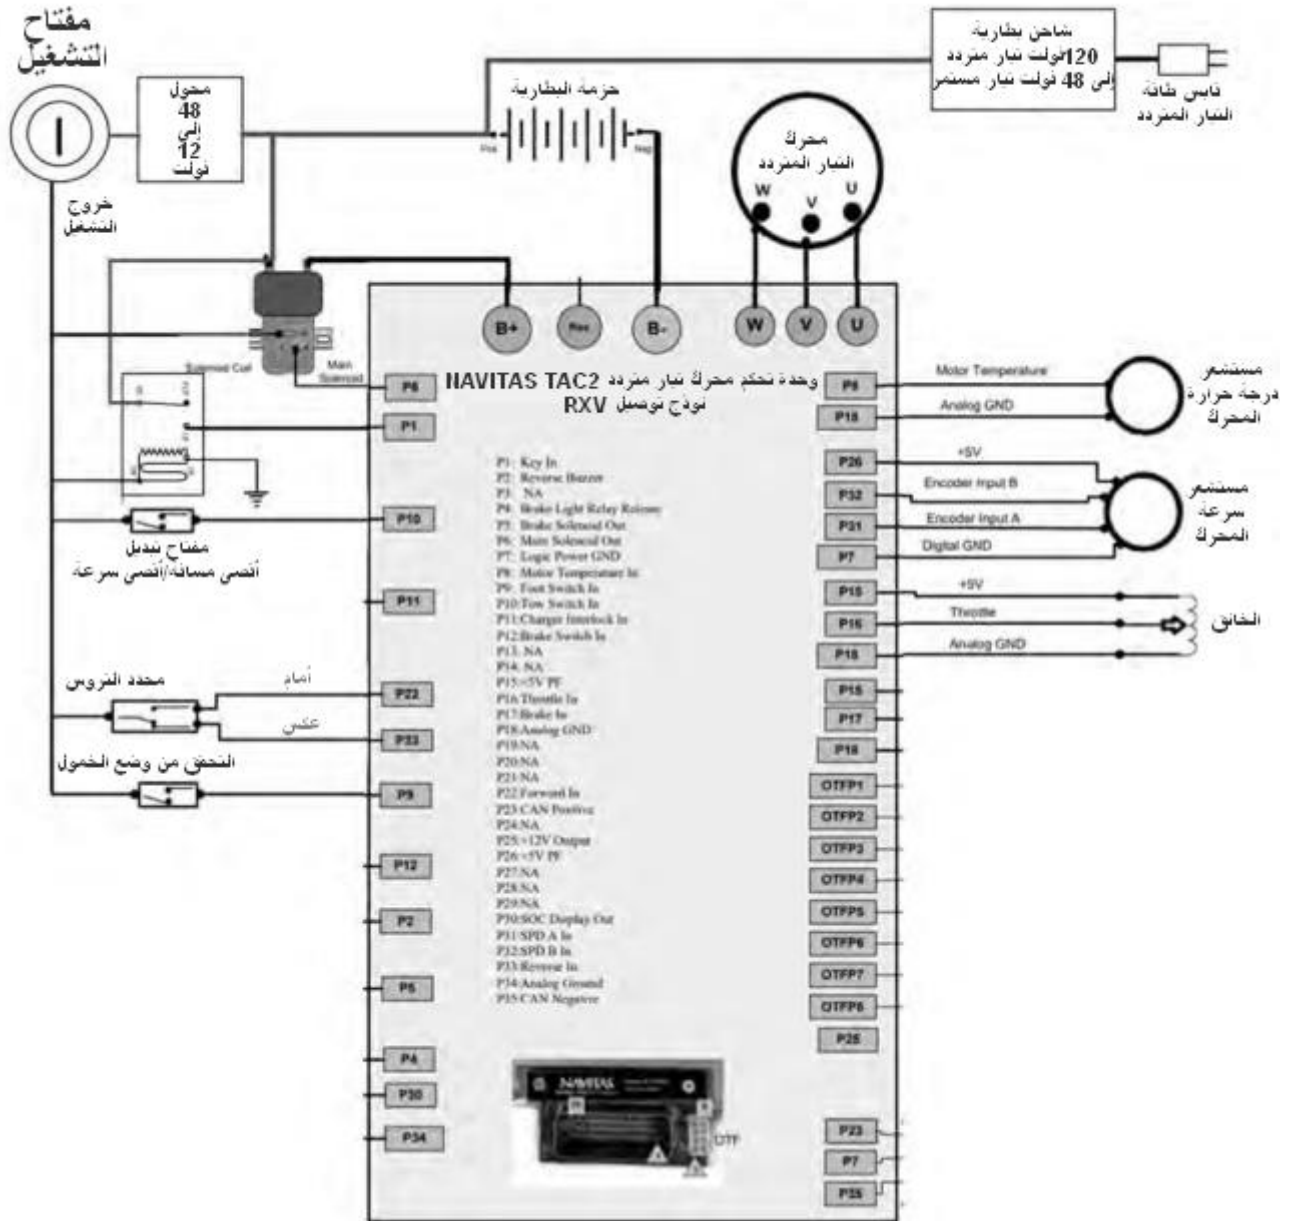 مفتاح
التشغيل
محول
48
إلى
12
فولت
خروج
التشغيل
حزمة البطارية
Pos
Neg
شاحن بطارية
120فولت تيار متردد
إلى 48 فولت تيار مستمر
قابس طاقة
التيار المتردد
محرك
التيار المتردد
W
V
U
B+
Res
B-
W
V
U
Solenoid Coil
Main
Solenoid
وحدة تحكم محرك تيار متردد NAVITAS TAC2
نوذج توصيل RXV
P6
P1
P10
مفتاح تبديل
أقصى مسافة/أقصى سرعة
P11
محدد التروس
أمام
P22
عكس
P33
التحقق من وضع الخمول
P9
P12
P2
P5
P4
P30
P34
P1: Key In
P2: Reverse Buzzer
P3: NA
P4: Brake Light Relay Release
P5: Brake Solenoid Out
P6: Main Solenoid Out
P7: Logic Power GND
P8: Motor Temperature In
P9: Foot Switch In
P10:Tow Switch In
P11:Charger Interlock In
P12:Brake Switch In
P13: NA
P14: NA
P15:+5V PF
P16:Throttle In
P17:Brake In
P18:Analog GND
P19:NA
P20:NA
P21:NA
P22:Forward In
P23:CAN Positive
P24:NA
P25:+12V Output
P26:+5V PF
P27:NA
P28:NA
P29:NA
P30:SOC Display Out
P31:SPD A In
P32:SPD B In
P33:Reverse In
P34:Analog Ground
P35:CAN Negative
NAVITAS
OTF
P8
Motor Temperature
P18
Analog GND
مستشعر
درجة حرارة
المحرك
P26
+5V
P32
Encoder Input B
P31
Encoder Input A
P7
Digital GND
مستشعر
سرعة
المحرك
P15
+5V
P16
Throttle
P18
Analog GND
الخانق
P15
P17
P18
OTFP1
OTFP2
OTFP3
OTFP4
OTFP5
OTFP6
OTFP7
OTFP8
P25
P23
P7
P35